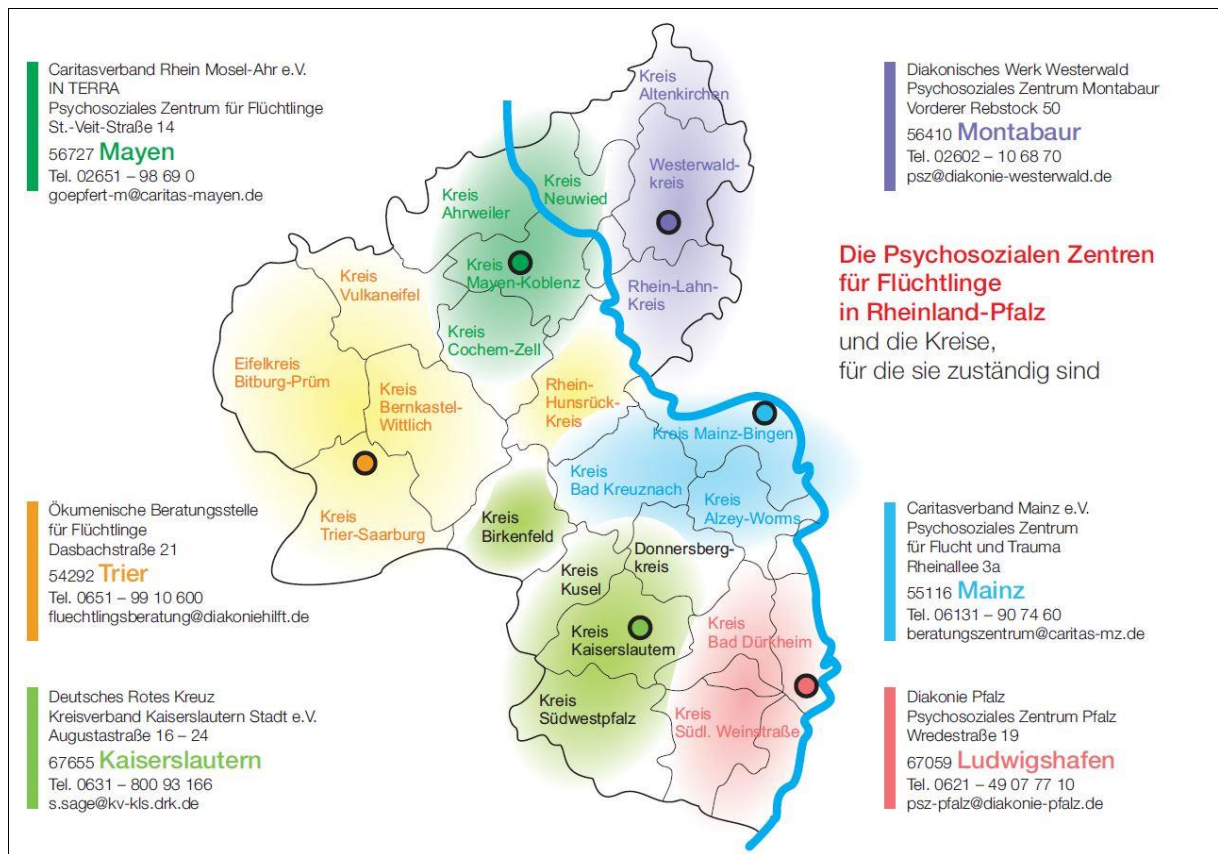 Caritasverband Rhein Mosel-Ahr e.V.
IN TERRA
Psychosoziales Zentrum für Flüchtlinge
St.-Veit-Straße 14
56727 Mayen
Tel. 02651 – 98 69 0
goepfert-m@caritas-mayen.de
Ökumenische Beratungsstelle
für Flüchtlinge
Dasbachstraße 21
54292 Trier
Tel. 0651 – 99 10 600
fluechtlingsberatung@diakoniehilft.de
Deutsches Rotes Kreuz
Kreisverband Kaiserslautern Stadt e.V.
Augustastraße 16 – 24
67655 Kaiserslautern
Tel. 0631 – 800 93 166
s.sage@kv-kls.drk.de
Kreis
Altenkirchen
Westerwald-
kreis
Kreis
Neuwied
Kreis
Ahrweiler
Kreis
Mayen-Koblenz
Rhein-Lahn-
Kreis
Kreis
Vulkaneifel
Kreis
Cochem-Zell
Eifelkreis
Bitburg-Prüm
Kreis
Bernkastel-
Wittlich
Rhein-
Hunsrück-
Kreis
Kreis Mainz-Bingen
Kreis
Bad Kreuznach
Kreis
Alzey-Worms
Kreis
Trier-Saarburg
Kreis
Birkenfeld
Donnersberg-
kreis
Kreis
Kusel
Kreis
Kaiserslautern
Kreis
Bad Dürkheim
Kreis
Südwestpfalz
Kreis
Südl. Weinstraße
Diakonisches Werk Westerwald
Psychosoziales Zentrum Montabaur
Vorderer Rebstock 50
56410 Montabaur
Tel. 02602 – 10 68 70
psz@diakonie-westerwald.de
Die Psychosozialen Zentren
für Flüchtlinge
in Rheinland-Pfalz
und die Kreise,
für die sie zuständig sind
Caritasverband Mainz e.V.
Psychosoziales Zentrum
für Flucht und Trauma
Rheinallee 3a
55116 Mainz
Tel. 06131 – 90 74 60
beratungszentrum@caritas-mz.de
Diakonie Pfalz
Psychosoziales Zentrum Pfalz
Wredestraße 19
67059 Ludwigshafen
Tel. 0621 – 49 07 77 10
psz-pfalz@diakonie-pfalz.de